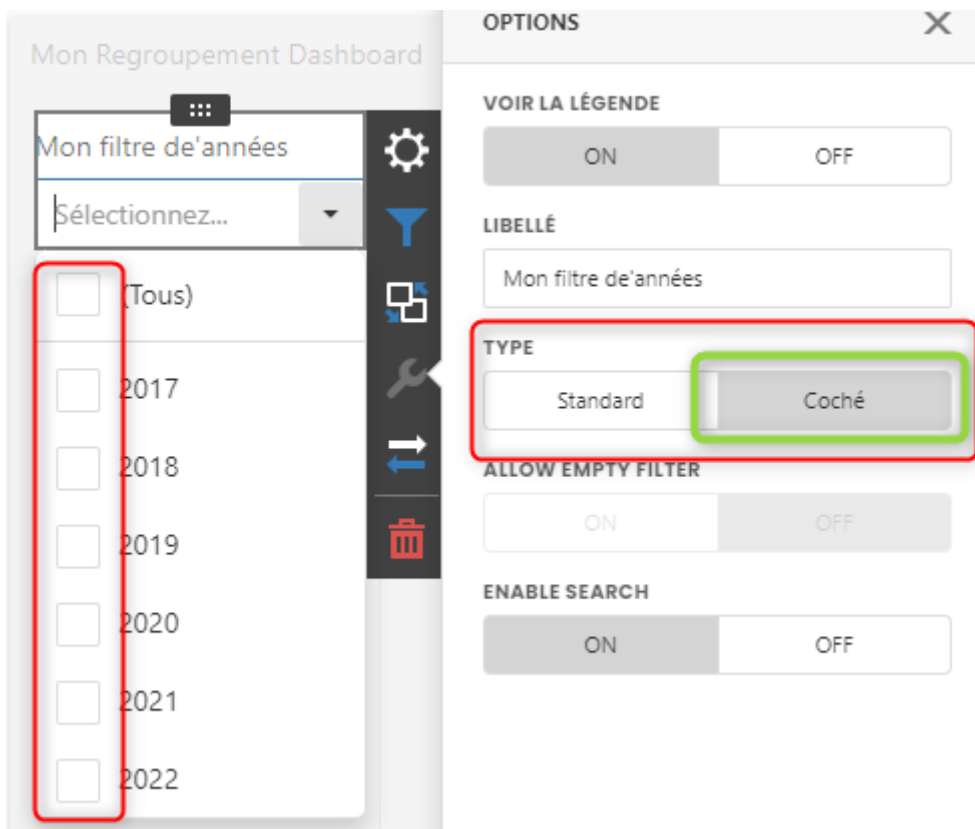 Mon Regroupement Dashboard
Mon filtre de'années
Sélectionnez...
(Tous)
2017
2018
2019
2020
2021
2022
OPTIONS
VOIR LA LÉGENDE
ON OFF
LIBELLÉ
Mon filtre de'années
TYPE
Standard Coché
ALLOW EMPTY FILTER
ON OFF
ENABLE SEARCH
ON OFF